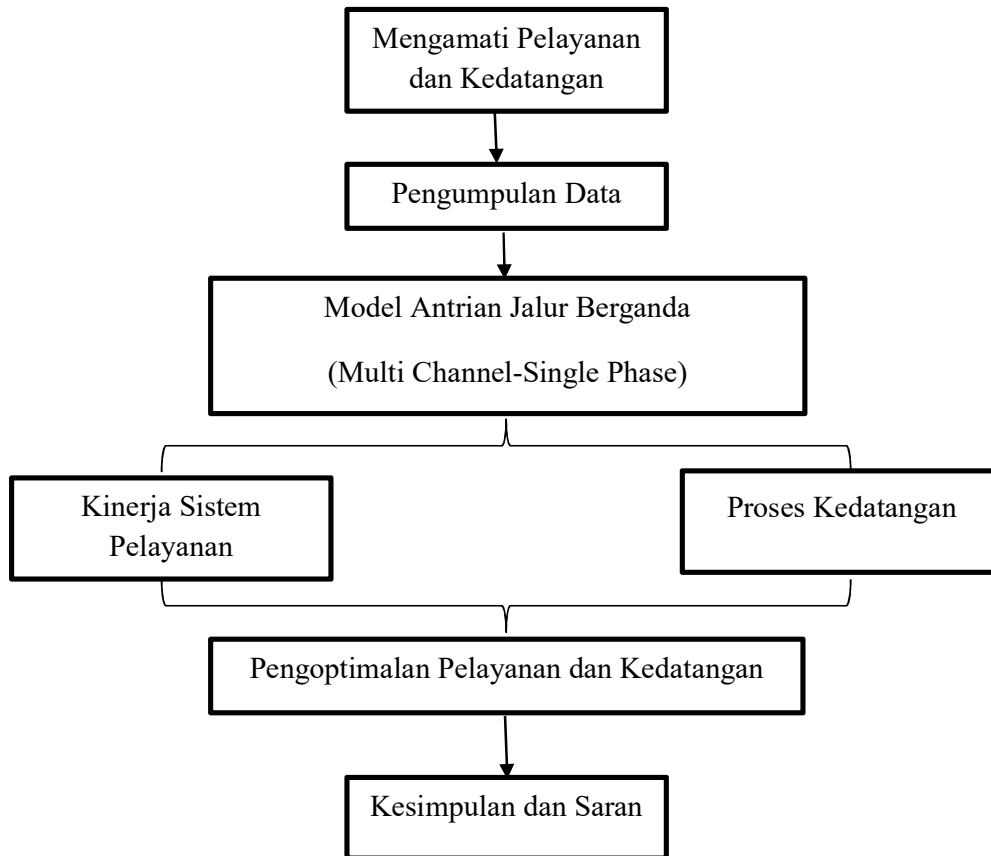 Mengamati Pelayanan
dan Kedatangan
Pengumpulan Data
Model Antrian Jalur Berganda
(Multi Channel-Single Phase)
Kinerja Sistem
Pelayanan
Proses Kedatangan
Pengoptimalan Pelayanan dan Kedatangan
Kesimpulan dan Saran